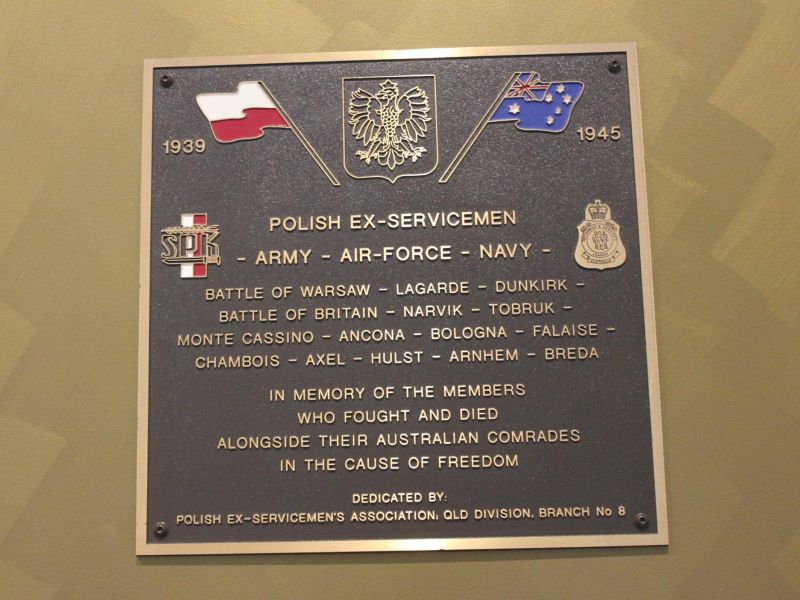 1939
1945
POLISH EX-SERVICEMEN
SPK
- ARMY - AIR-FORCE - NAVY -
BATTLE OF WARSAW - LAGARDE - DUNKIRK -
BATTLE OF BRITAIN - NARVIK - TOBRUK -
MONTE CASSINO - ANCONA - BOLOGNA - FALAISE -
CHAMBOIS - AXEL - HULST - ARNHEM - BREDA
IN MEMORY OF THE MEMBERS
WHO FOUGHT AND DIED
ALONGSIDE THEIR AUSTRALIAN COMRADES
IN THE CAUSE OF FREEDOM
DEDICATED BY:
POLISH EX-SERVICEMEN'S ASSOCIATION: QLD DIVISION. BRANCH No 8